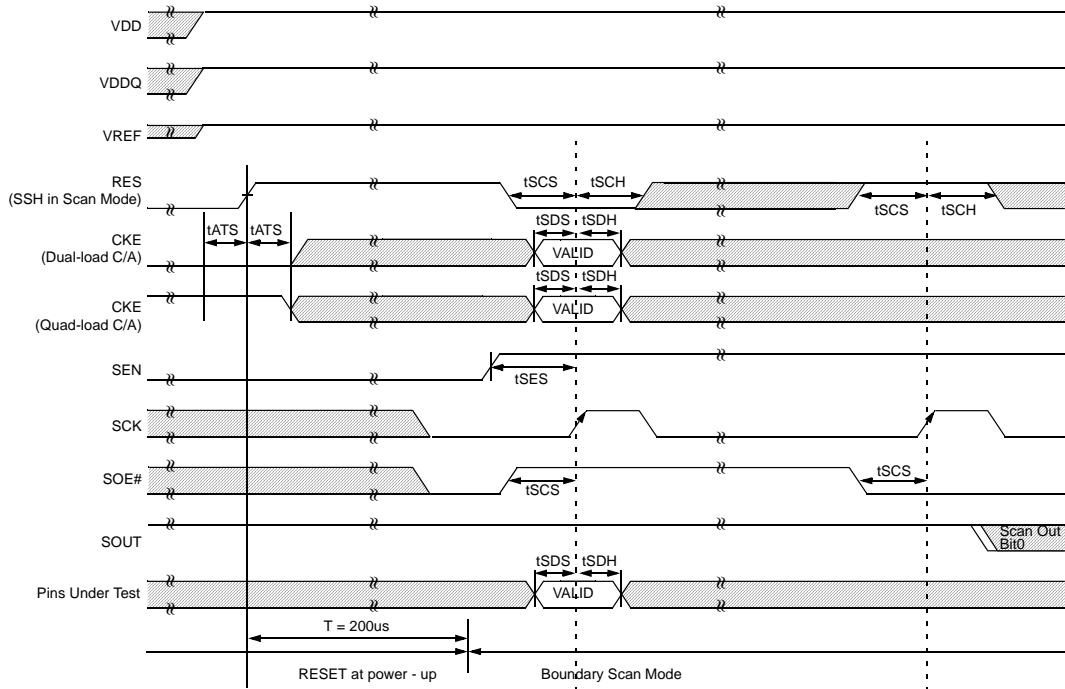 VDD
VDDQ
VREF
RES
(SSH in Scan Mode)
tSCS
tSCH
tSCS
tSCH
tATS
tATS
CKE
(Dual-load C/A)
tSDS
tSDH
VALID
CKE
(Quad-load C/A)
tSDS
tSDH
VALID
SEN
tSES
SCK
SOE#
tSCS
tSCS
SOUT
Scan Out
Bit0
Pins Under Test
tSDS
tSDH
VALID
T = 200us
RESET at power - up
Boundary Scan Mode